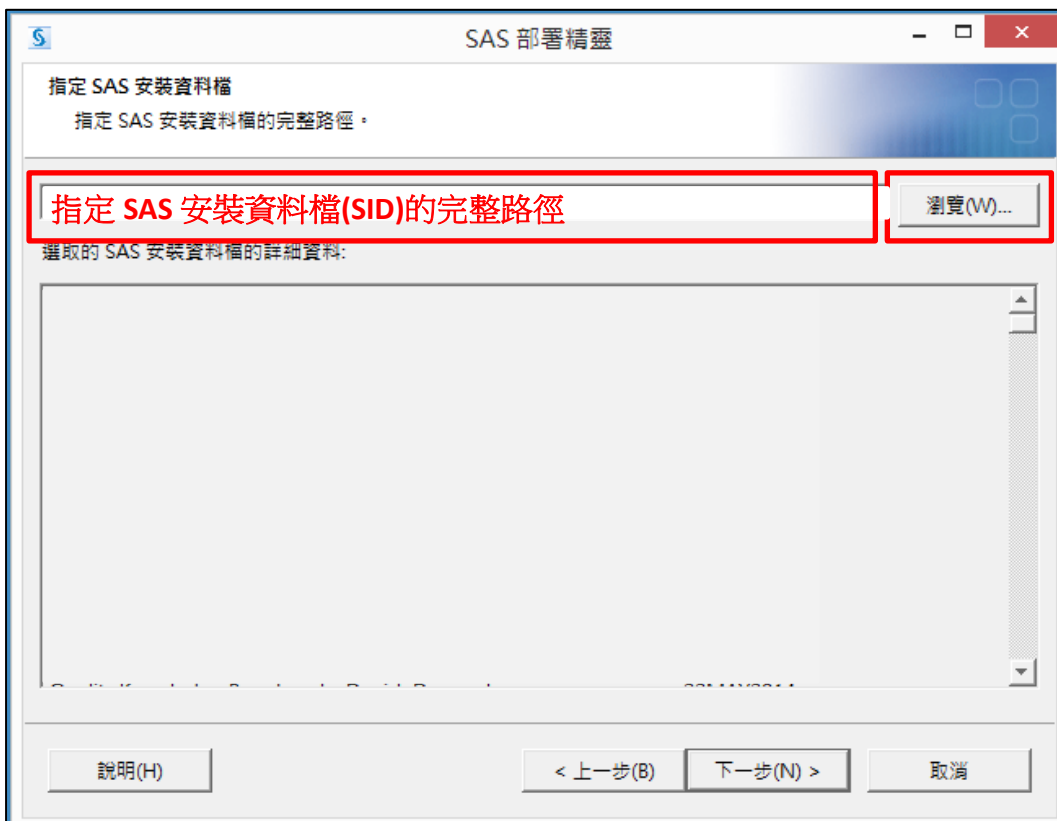 SAS 部署精靈
指定 SAS 安裝資料檔
指定 SAS 安裝資料檔的完整路徑。
指定 SAS 安裝資料檔(SID)的完整路徑
瀏覽(W)...
選取的 SAS 安裝資料檔的詳細資料:
說明(H)
< 上一步(B)
下一步(N) >
取消